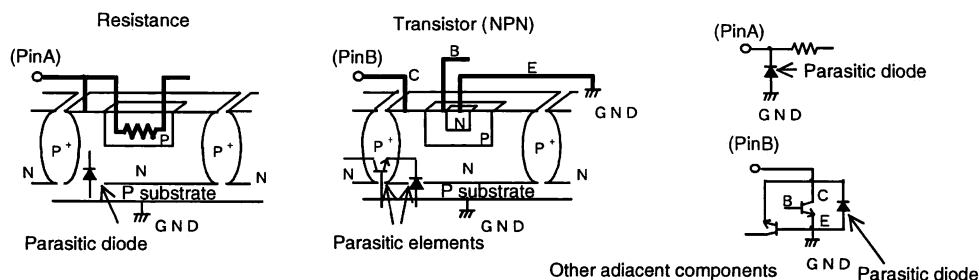 Resistance
(PinA)
P
P+
P+
N
N
N
P substrate
GND
Parasitic diode
Transistor (NPN)
(PinB)
C
B
E
GND
N
P
P+
P+
N
N
N
P substrate
GND
Parasitic elements
(PinA)
Parasitic diode
GND
(PinB)
C
B
E
GND
Parasitic diode
Other adjacent components